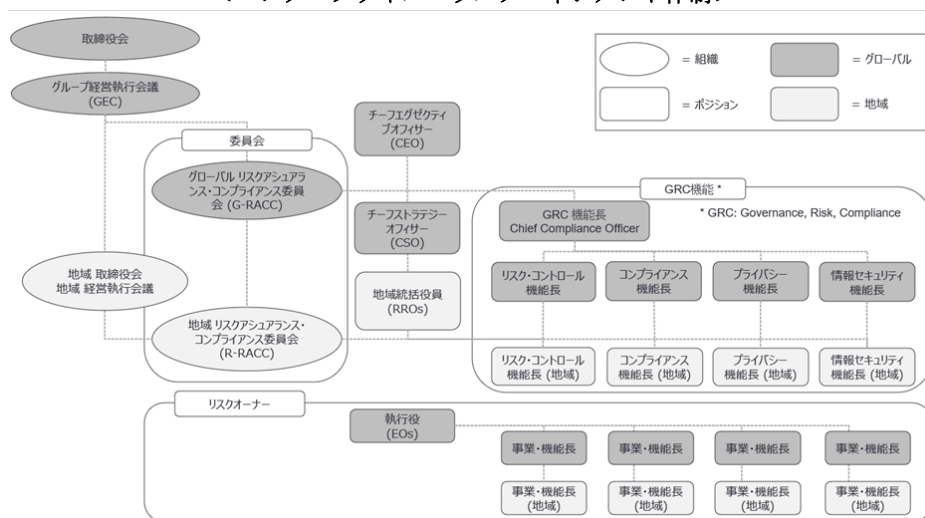 取締役会
グループ経営執行会議
(GEC)
= 組織
= グローバル
= ポジション
= 地域
委員会
チーフエグゼクティ
ブオフィサー
(CEO)
グローバル リスクアシュアラ
ンス・コンプライアンス委員
会 (G-RACC)
GRC機能 *
* GRC: Governance, Risk, Compliance
GRC 機能長
Chief Compliance Officer
チーフストラテジー
オフィサー
(CSO)
地域 取締役会
地域 経営執行会議
地域統括役員
(RROs)
リスク・コントロール
機能長
コンプライアンス
機能長
プライバシー
機能長
情報セキュリティ
機能長
地域 リスクアシュアランス・
コンプライアンス委員会
(R-RACC)
リスク・コントロール
機能長 (地域)
コンプライアンス
機能長 (地域)
プライバシー
機能長 (地域)
情報セキュリティ
機能長 (地域)
リスクオーナー
執行役
(EOs)
事業・機能長
事業・機能長
事業・機能長
事業・機能長
事業・機能長
(地域)
事業・機能長
(地域)
事業・機能長
(地域)
事業・機能長
(地域)